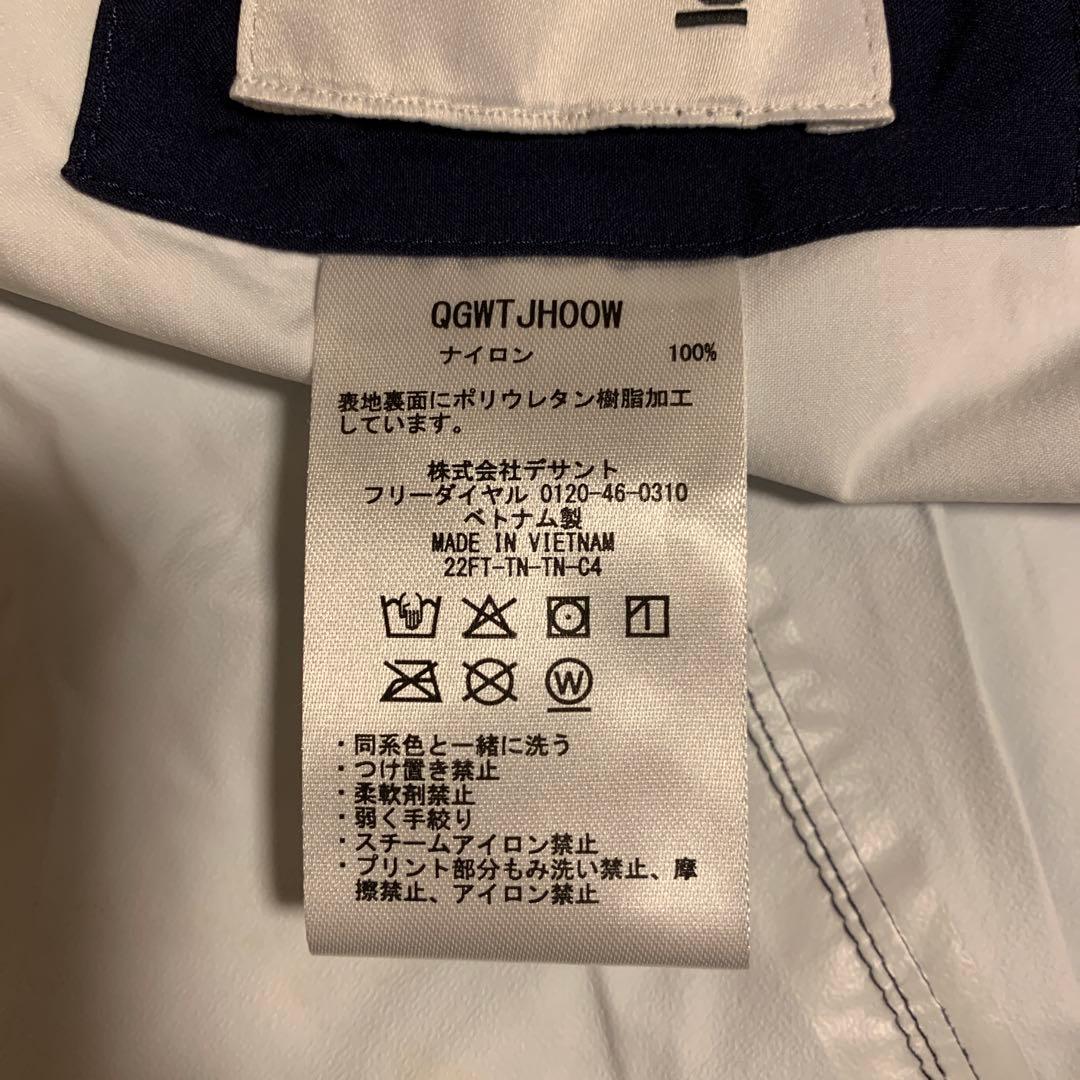 QGWTJH00W
ナイロン 100%
表地裏面にポリウレタン樹脂加工
しています。
株式会社デサント
フリーダイヤル 0120-46-0310
ベトナム製
MADE IN VIETNAM
22FT-TN-TN-C4
W
・同系色と一緒に洗う
・つけ置き禁止
・柔軟剤禁止
・弱く手絞り
・スチームアイロン禁止
・プリント部分もみ洗い禁止、摩
擦禁止、アイロン禁止